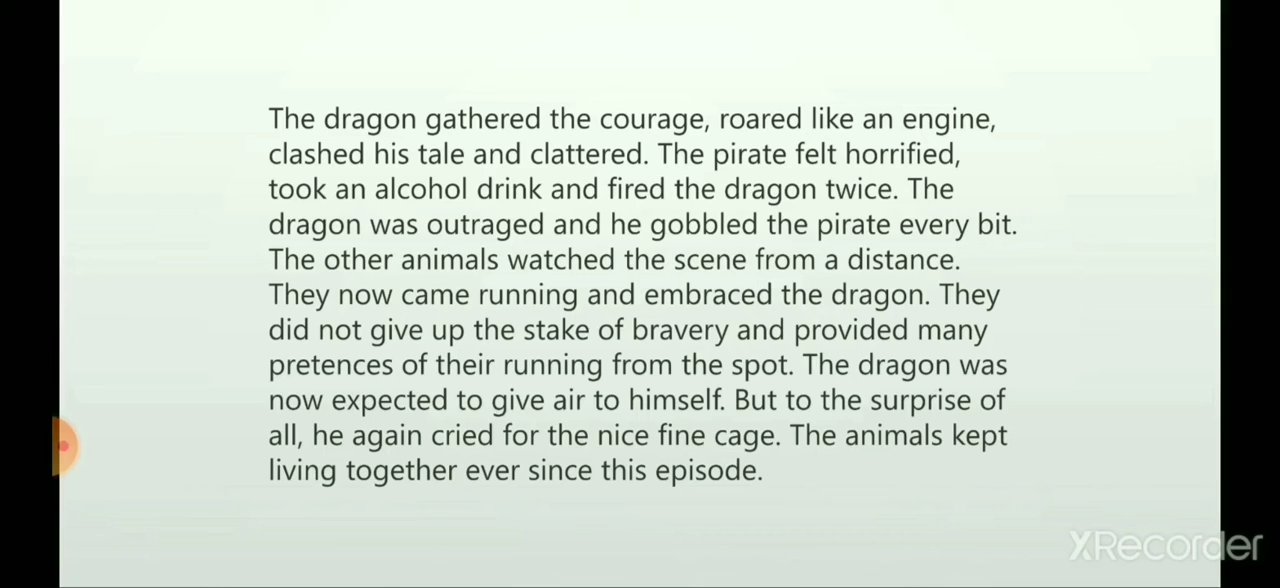 The dragon gathered the courage, roared like an engine,
clashed his tale and clattered. The pirate felt horrified,
took an alcohol drink and fired the dragon twice. The
dragon was outraged and he gobbled the pirate every bit.
The other animals watched the scene from a distance.
They now came running and embraced the dragon. They
did not give up the stake of bravery and provided many
pretences of their running from the spot. The dragon was
now expected to give air to himself. But to the surprise of
all, he again cried for the nice fine cage. The animals kept
living together ever since this episode.
XRecorder